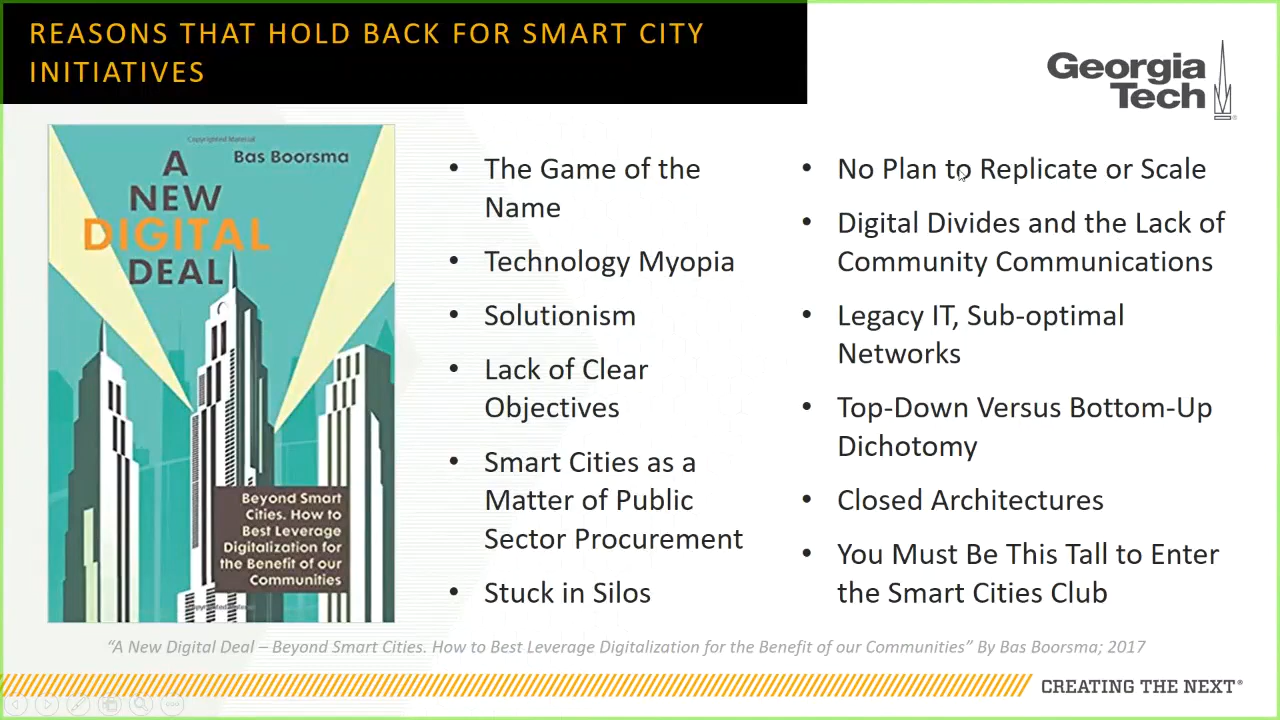 REASONS THAT HOLD BACK FOR SMART CITY
INITIATIVES
Georgia
Tech
Copyrighted Material
Bas Boorsma
A
NEW
DIGITAL
DEAL
Beyond Smart
Cities. How to
Best Leverage
Digitalization for
the Benefit of our
Communities
Copyrighted Material
• The Game of the
Name
• Technology Myopia
• Solutionism
• Lack of Clear
Objectives
• Smart Cities as a
Matter of Public
Sector Procurement
• Stuck in Silos
• No Plan to Replicate or Scale
• Digital Divides and the Lack of
Community Communications
• Legacy IT, Sub-optimal
Networks
• Top-Down Versus Bottom-Up
Dichotomy
• Closed Architectures
• You Must Be This Tall to Enter
the Smart Cities Club
“A New Digital Deal – Beyond Smart Cities. How to Best Leverage Digitalization for the Benefit of our Communities” By Bas Boorsma; 2017
CREATING THE NEXT®